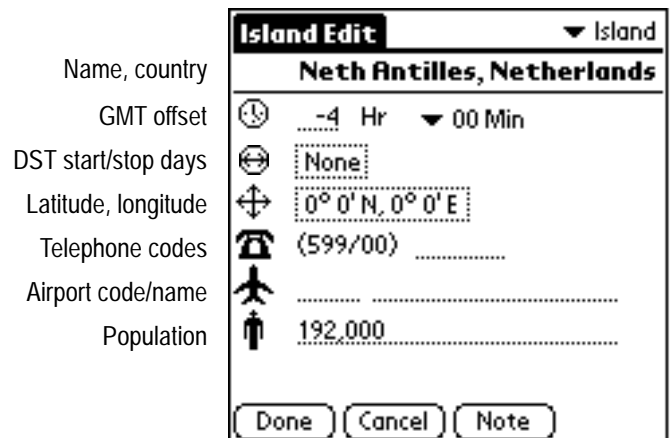 Island Edit ▼ Island
Name, country Neth Antilles, Netherlands
GMT offset -4 Hr ▼ 00 Min
DST start/stop days None
Latitude, longitude 0° 0' N, 0° 0' E
Telephone codes (599/00)
Airport code/name
Population 192,000
Done Cancel Note